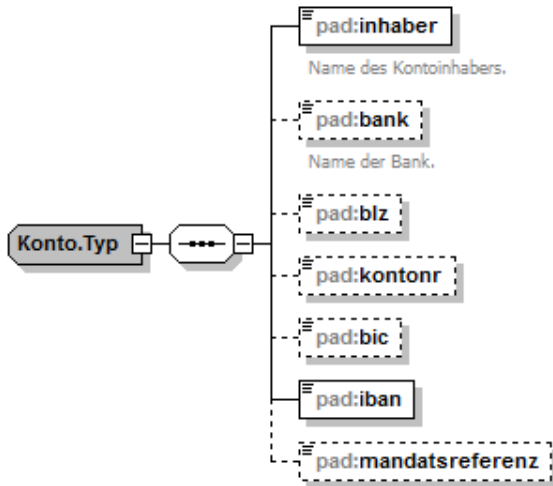 pad:inhaber
Name des Kontoinhabers.
pad:bank
Name der Bank.
pad:blz
Konto.Typ
pad:kontonr
pad:bic
pad:iban
pad:mandatsreferenz